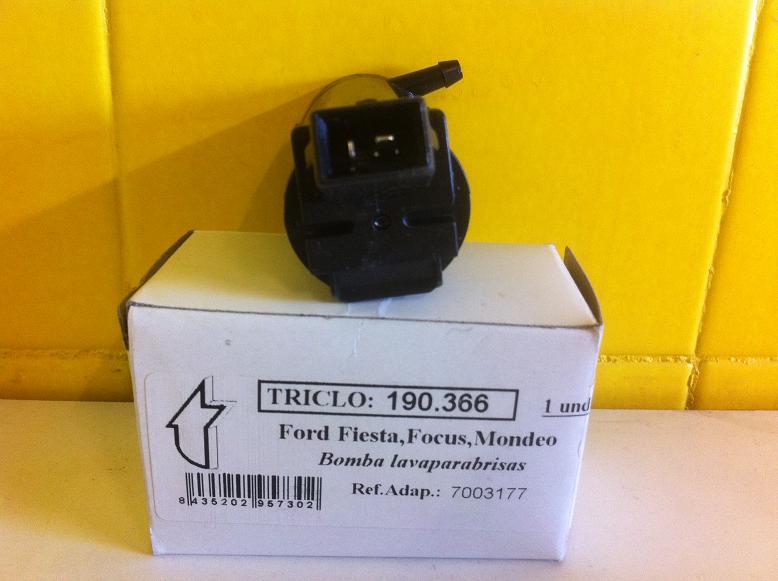 TRICLO: 190.366
1 und
Ford Fiesta,Focus,Mondeo
Bomba lavaparabrisas
Ref.Adap.: 7003177
8 435202 957302